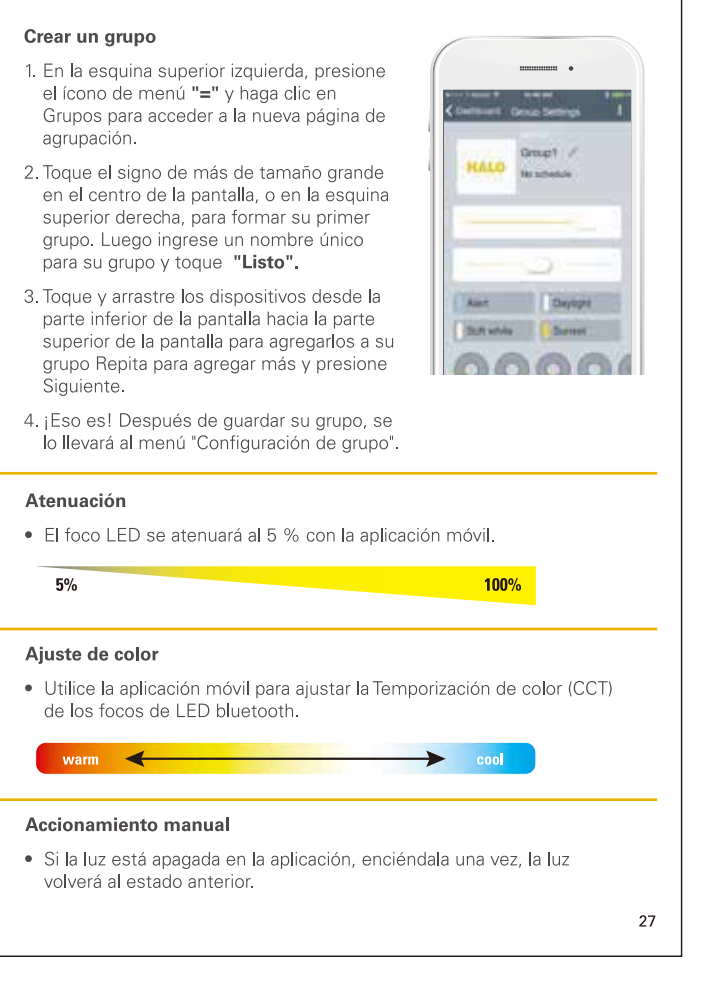 Crear un grupo
1. En la esquina superior izquierda, presione
el ícono de menú "=" y haga clic en
Grupos para acceder a la nueva página de
agrupación.
2. Toque el signo de más de tamaño grande
en el centro de la pantalla, o en la esquina
superior derecha, para formar su primer
grupo. Luego ingrese un nombre único
para su grupo y toque "Listo".
3. Toque y arrastre los dispositivos desde la
parte inferior de la pantalla hacia la parte
superior de la pantalla para agregarlos a su
grupo Repita para agregar más y presione
Siguiente.
4. ¡Eso es! Después de guardar su grupo, se
lo llevará al menú "Configuración de grupo".
Dashboard Group Settings
HALO
Group1
No schedule
Alert
Daylight
Soft white
Sunset
Atenuación
• El foco LED se atenuará al 5 % con la aplicación móvil.
5% 100%
Ajuste de color
• Utilice la aplicación móvil para ajustar la Temporización de color (CCT)
de los focos de LED bluetooth.
warm cool
Accionamiento manual
• Si la luz está apagada en la aplicación, enciéndala una vez, la luz
volverá al estado anterior.
27